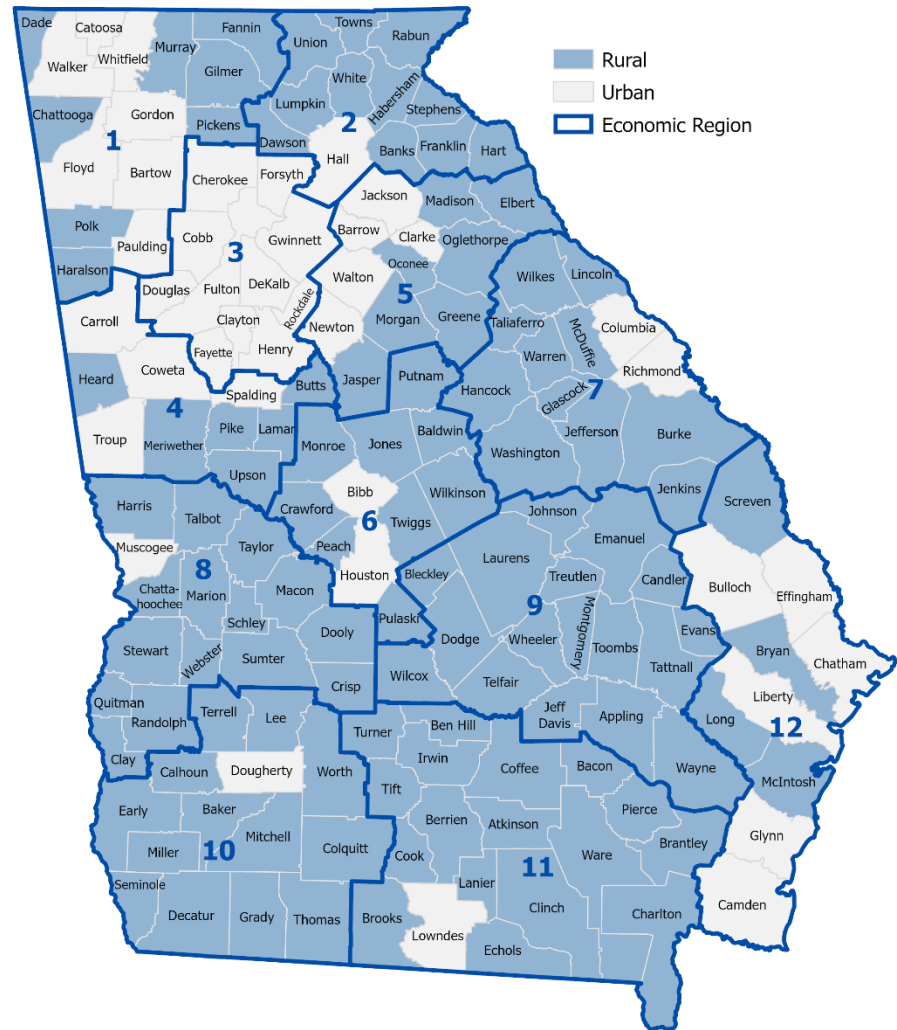 Rural
Urban
Economic Region
Dade
Catoosa
Fannin
Towns
Rabun
Union
Murray
Whitfield
Walker
Gilmer
White
Habersham
Lumpkin
Stephens
Chattooga
Gordon
Pickens
2
1
Dawson
Hall
Banks
Franklin
Hart
Floyd
Bartow
Cherokee
Forsyth
Jackson
Madison
Elbert
Polk
Paulding
Cobb
3
Gwinnett
Barrow
Clarke
Oglethorpe
Oconee
Haralson
Douglas
Fulton
DeKalb
Rockdale
Walton
5
Wilkes
Lincoln
Carroll
Clayton
Newton
Morgan
Greene
Taliaferro
McDuffie
Columbia
Fayette
Henry
Warren
Richmond
Heard
Coweta
Spalding
Butts
Jasper
Putnam
Hancock
Glascock
7
4
Troup
Meriwether
Pike
Lamar
Monroe
Jones
Baldwin
Washington
Jefferson
Burke
Upson
Bibb
Wilkinson
Jenkins
Screven
Harris
Talbot
Crawford
6
Twiggs
Johnson
Emanuel
Muscogee
Taylor
Peach
Laurens
8
Houston
Bleckley
Treutlen
Candler
Bulloch
Effingham
Chatta-
hoochee
Marion
Macon
Schley
Pulaski
9
Montgomery
Evans
Dooly
Dodge
Wheeler
Toombs
Bryan
Stewart
Webster
Sumter
Tattnall
Chatham
Crisp
Wilcox
Telfair
Liberty
Quitman
Randolph
Terrell
Lee
Turner
Ben Hill
Jeff
Davis
Appling
Long
12
Clay
Calhoun
Dougherty
Worth
Irwin
Coffee
Bacon
Wayne
McIntosh
Early
Baker
Tift
Pierce
Mitchell
Berrien
Atkinson
Brantley
Glynn
Miller
10
Colquitt
Cook
Ware
11
Seminole
Lanier
Camden
Decatur
Grady
Thomas
Brooks
Lowndes
Clinch
Charlton
Echols